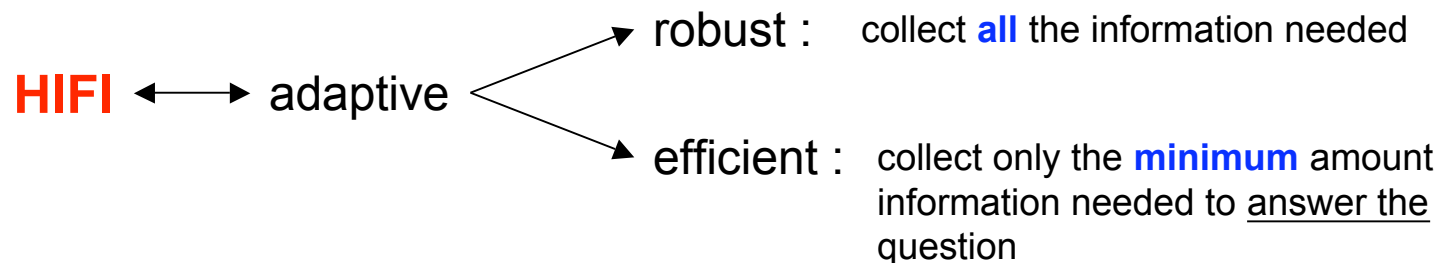 robust : collect all the information needed
HIFI adaptive
efficient : collect only the minimum amount
information needed to answer the
question